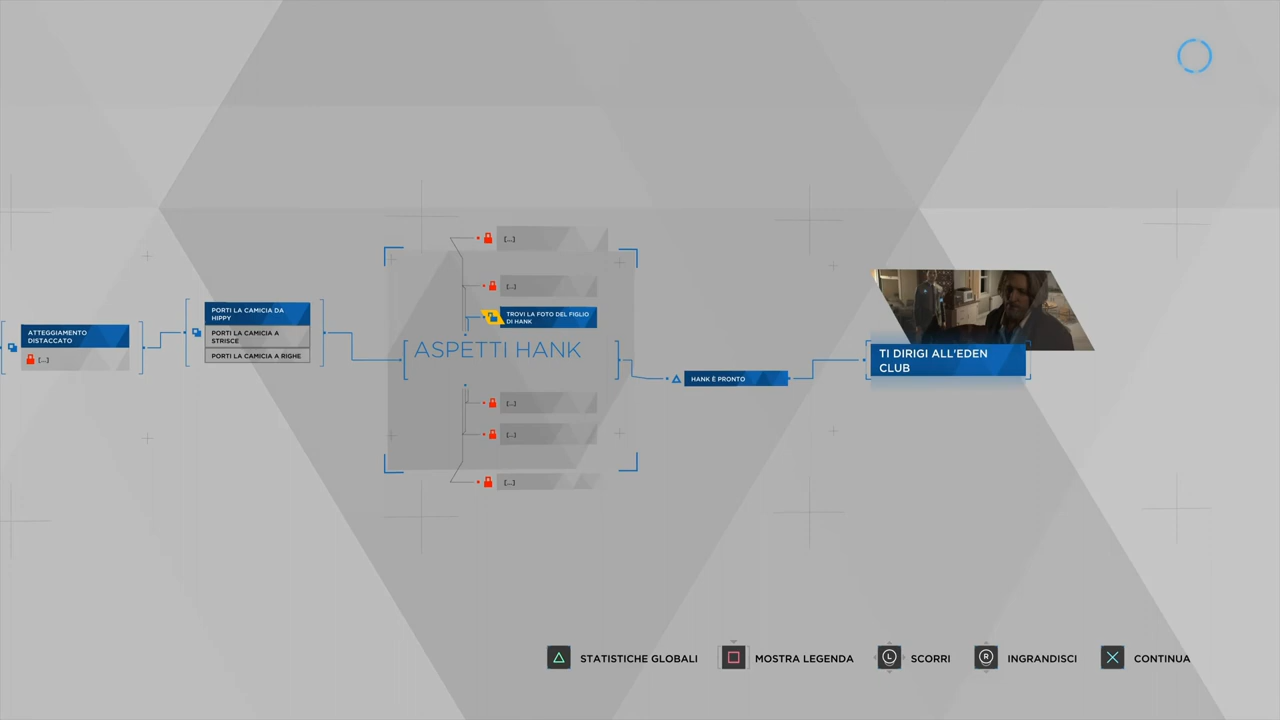 ATTEGGIAMENTO
DISTACCATO
[...]
PORTI LA CAMICIA DA
HIPPY
PORTI LA CAMICIA A
STRISCE
PORTI LA CAMICIA A RIGHE
[...]
[...]
TROVI LA FOTO DEL FIGLIO
DI HANK
ASPETTI HANK
[...]
[...]
[...]
HANK È PRONTO
TI DIRIGI ALL'EDEN
CLUB
STATISTICHE GLOBALI
MOSTRA LEGENDA
L
SCORRI
R
INGRANDISCI
CONTINUA